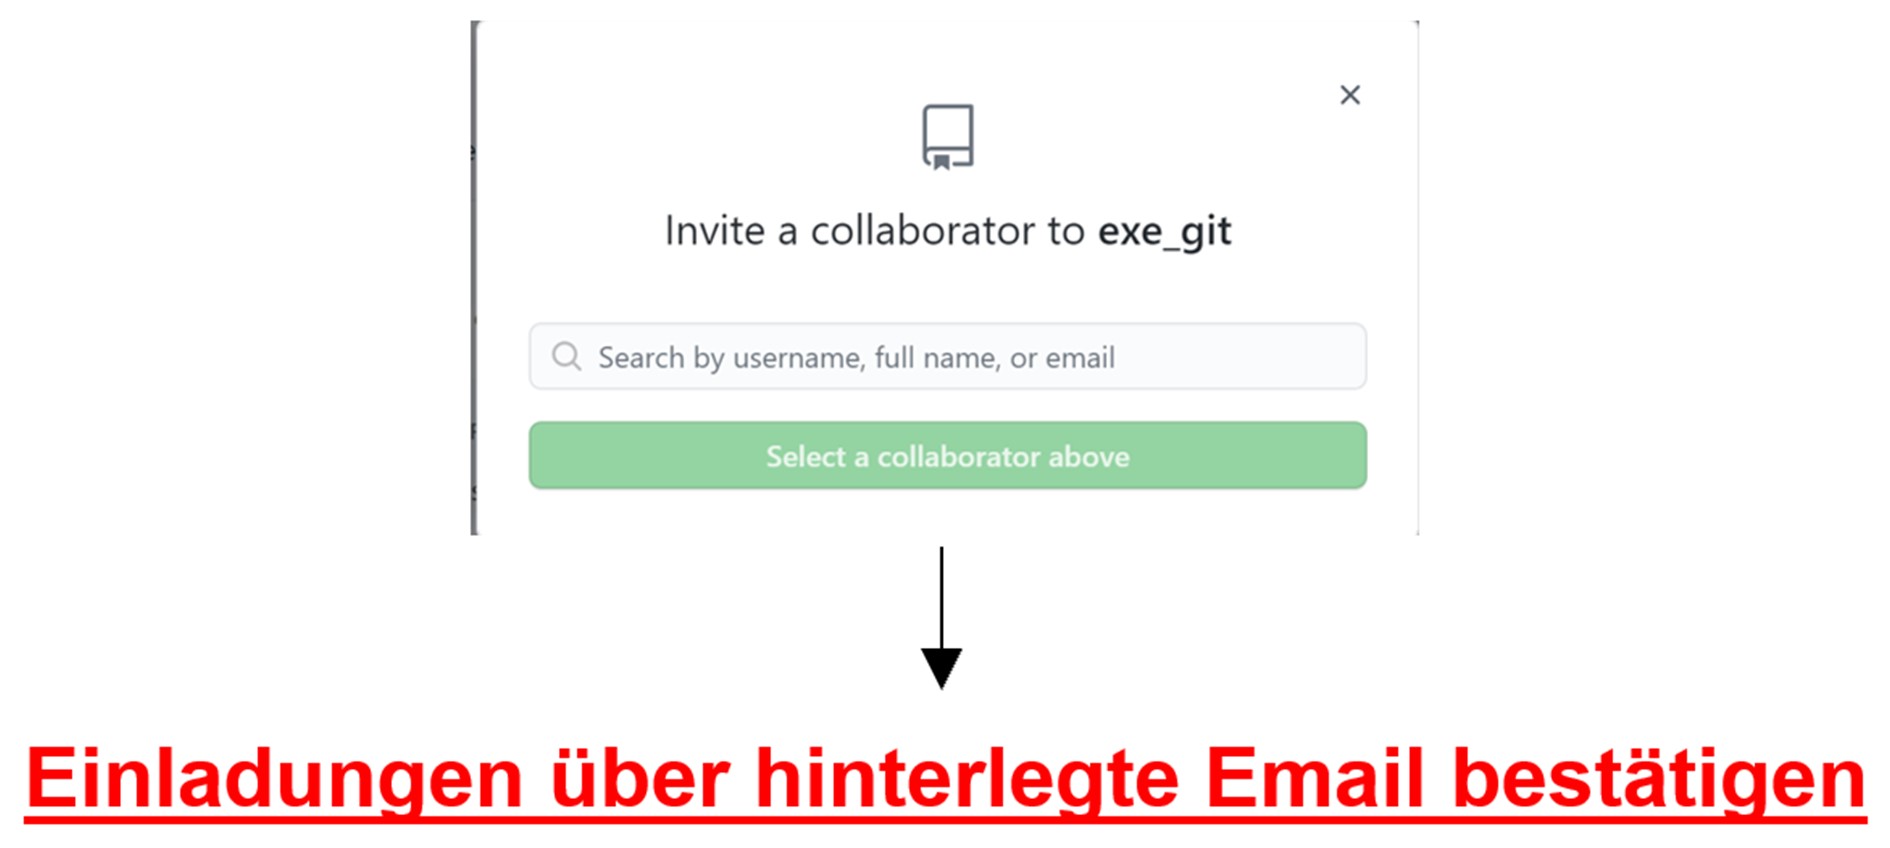 Invite a collaborator to exe_git
Search by username, full name, or email
Select a collaborator above
Einladungen über hinterlegte Email bestätigen